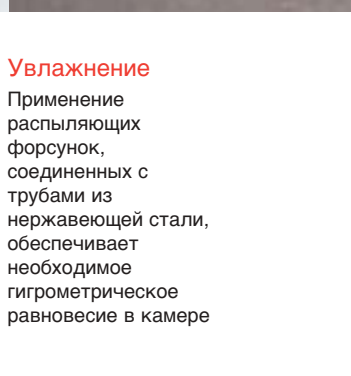 Увлажнение
Применение
распыляющих
форсунок,
соединенных с
трубами из
нержавеющей стали,
обеспечивает
необходимое
гигрометрическое
равновесие в камере